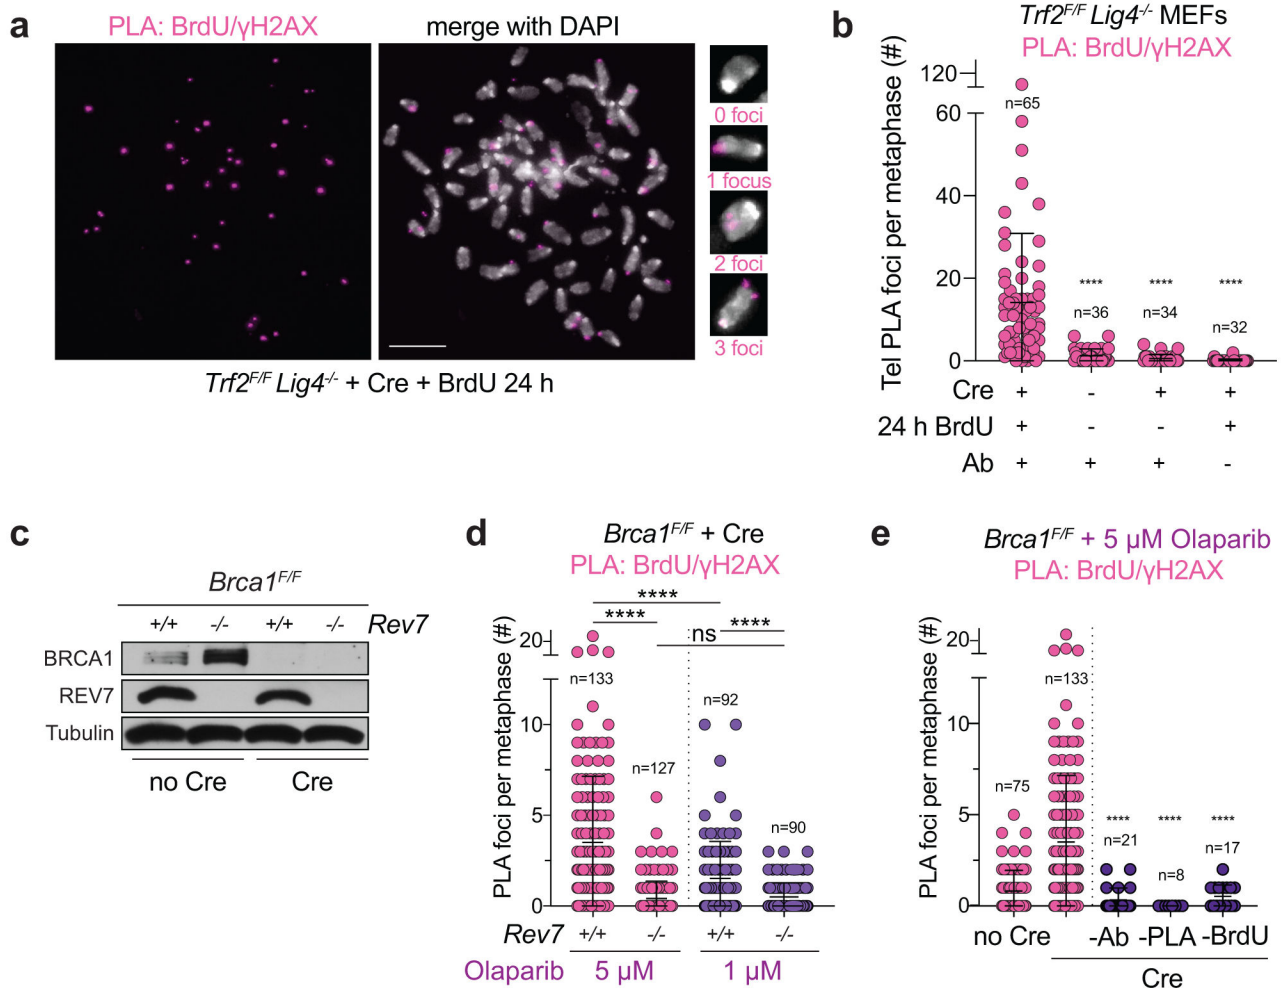 a
PLA: BrdU/γH2AX
merge with DAPI
0 foci
1 focus
2 foci
3 foci
Trf2F/F Lig4-/- + Cre + BrdU 24 h
b
Trf2F/F Lig4-/- MEFs
PLA: BrdU/γH2AX
Tel PLA foci per metaphase (#)
120
60
40
20
0
n=65
**** **** ****
n=36 n=34 n=32
Cre + - + +
24 h BrdU + - - +
Ab + + + -
c
Brca1F/F
+/+ -/- +/+ -/- Rev7
BRCA1
REV7
Tubulin
no Cre Cre
d
Brca1F/F + Cre
PLA: BrdU/γH2AX
PLA foci per metaphase (#)
20
10
5
0
****
**** ns ****
n=133
n=127
n=92
n=90
Rev7 +/+ -/- +/+ -/-
Olaparib 5 μM 1 μM
e
Brca1F/F + 5 μM Olaparib
PLA: BrdU/γH2AX
PLA foci per metaphase (#)
20
10
5
0
n=75
n=133
**** **** ****
n=21
n=8
n=17
no Cre -Ab -PLA -BrdU
Cre